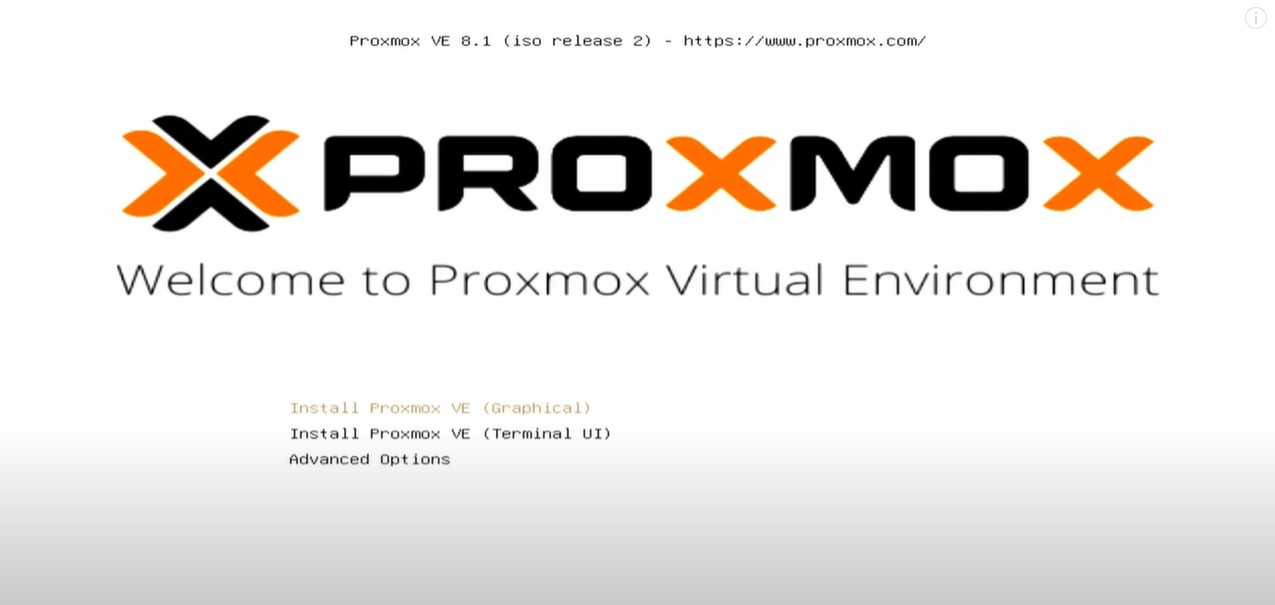 Proxmox VE 8.1 (iso release 2) - https://www.proxmox.com/
PROXMOX
Welcome to Proxmox Virtual Environment
Install Proxmox VE (Graphical)
Install Proxmox VE (Terminal UI)
Advanced Options